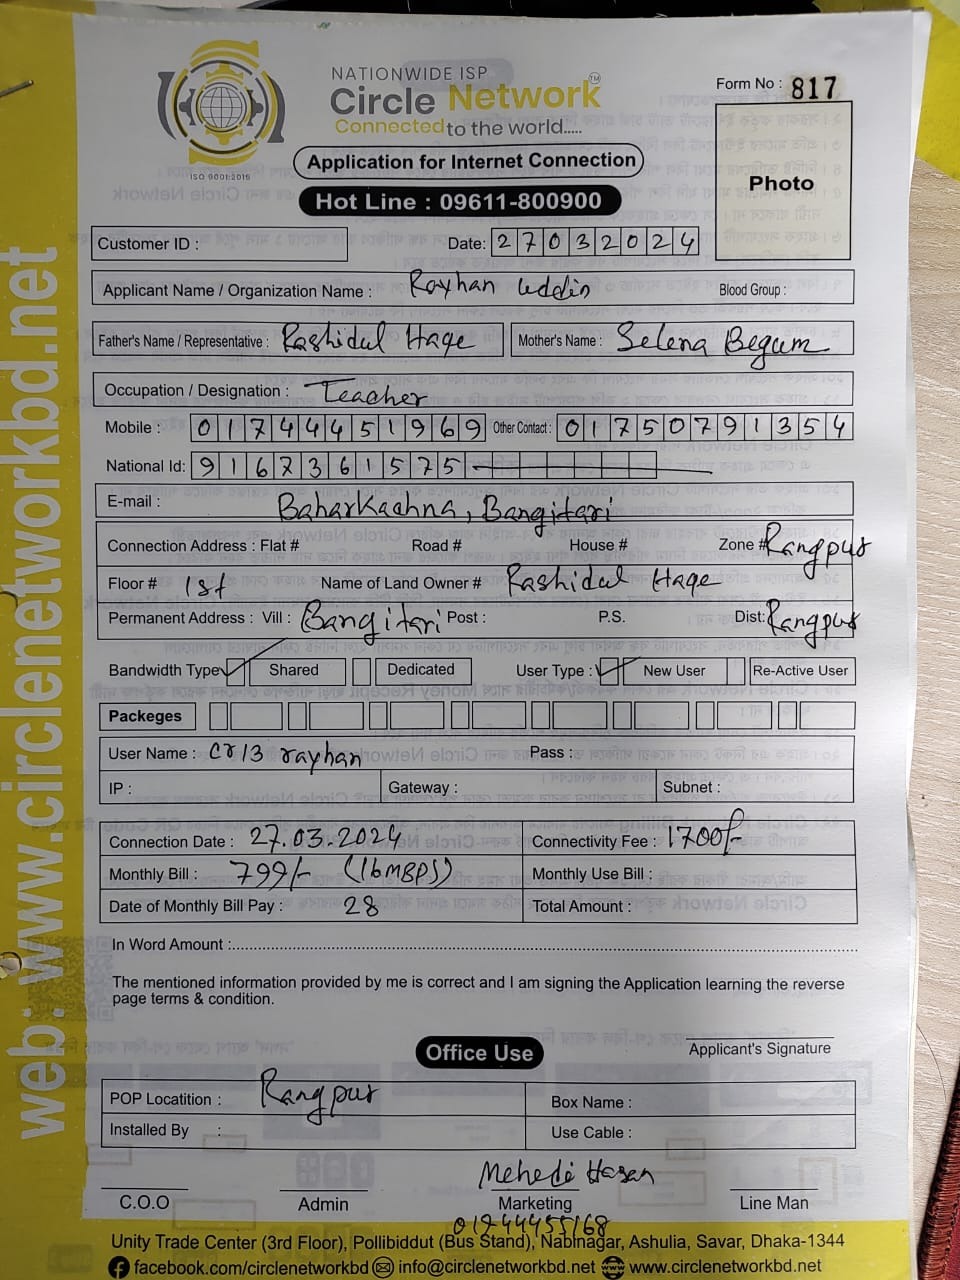 NATIONWIDE ISP
Circle Network™
Connected to the world.....
ISO 9001:2015
Form No : 817
Application for Internet Connection
Hot Line : 09611-800900
Photo
Customer ID :
Date: 27032024
Applicant Name / Organization Name : Rayhan uddin Blood Group :
Father's Name / Representative : Rashidul Haqe Mother's Name : Selena Begum
Occupation / Designation : Teacher
Mobile : 01744451969 Other Contact : 01750791354
National Id: 9167361575
E-mail :
Baharkachna, Bangitari
Connection Address : Flat # Road # House # Zone # Rangpur
Floor # 1st Name of Land Owner # Rashidul Haqe
Permanent Address : Vill : Bangitari Post : P.S. Dist: Rangpur
Bandwidth Type Shared Dedicated User Type : New User Re-Active User
Packeges
User Name : cr13 rayhan Pass :
IP : Gateway : Subnet :
Connection Date : 27.03.2024 Connectivity Fee : 1700/-
Monthly Bill : 799/- (16MBPS) Monthly Use Bill :
Date of Monthly Bill Pay : 28 Total Amount :
In Word Amount :
The mentioned information provided by me is correct and I am signing the Application learning the reverse
page terms & condition.
Applicant's Signature
Office Use
POP Locatition : Rangpur Box Name :
Installed By : Use Cable :
Mehedi Hasan
C.O.O Admin Marketing Line Man
01744455168
Unity Trade Center (3rd Floor), Pollibiddut (Bus Stand), Nabinagar, Ashulia, Savar, Dhaka-1344
facebook.com/circlenetworkbd info@circlenetworkbd.net www.circlenetworkbd.net
web: www.circlenetworkbd.net